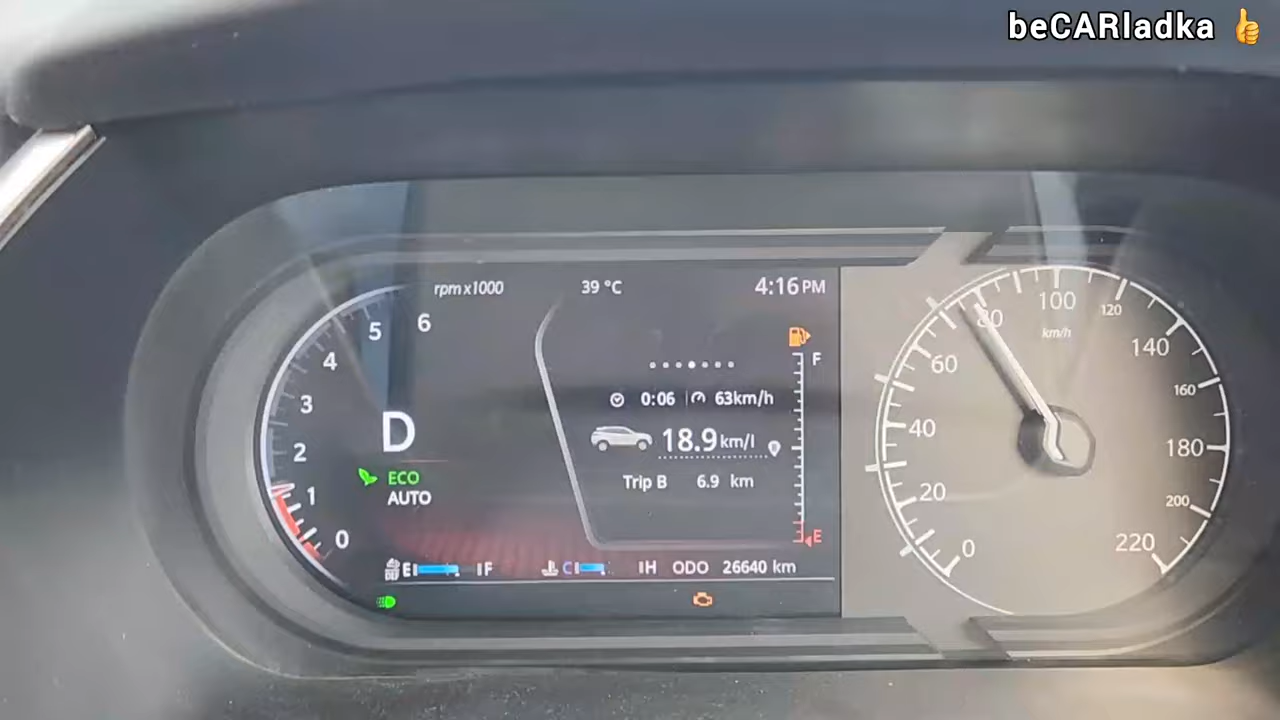 beCARladka 👍
rpm x1000 39 °C 4:16 PM
6
5
4
3
2
1
0
D
ECO
AUTO
0:06 63km/h
18.9 km/l
Trip B 6.9 km
F
E
DEF E F C H ODO 26640 km
0
20
40
60
80
100
120
140
160
180
200
220
km/h